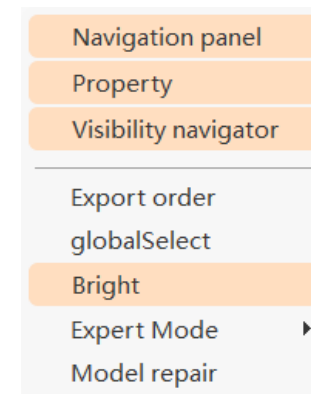 Navigation panel
Property
Visibility navigator
Export order
globalSelect
Bright
Expert Mode
Model repair